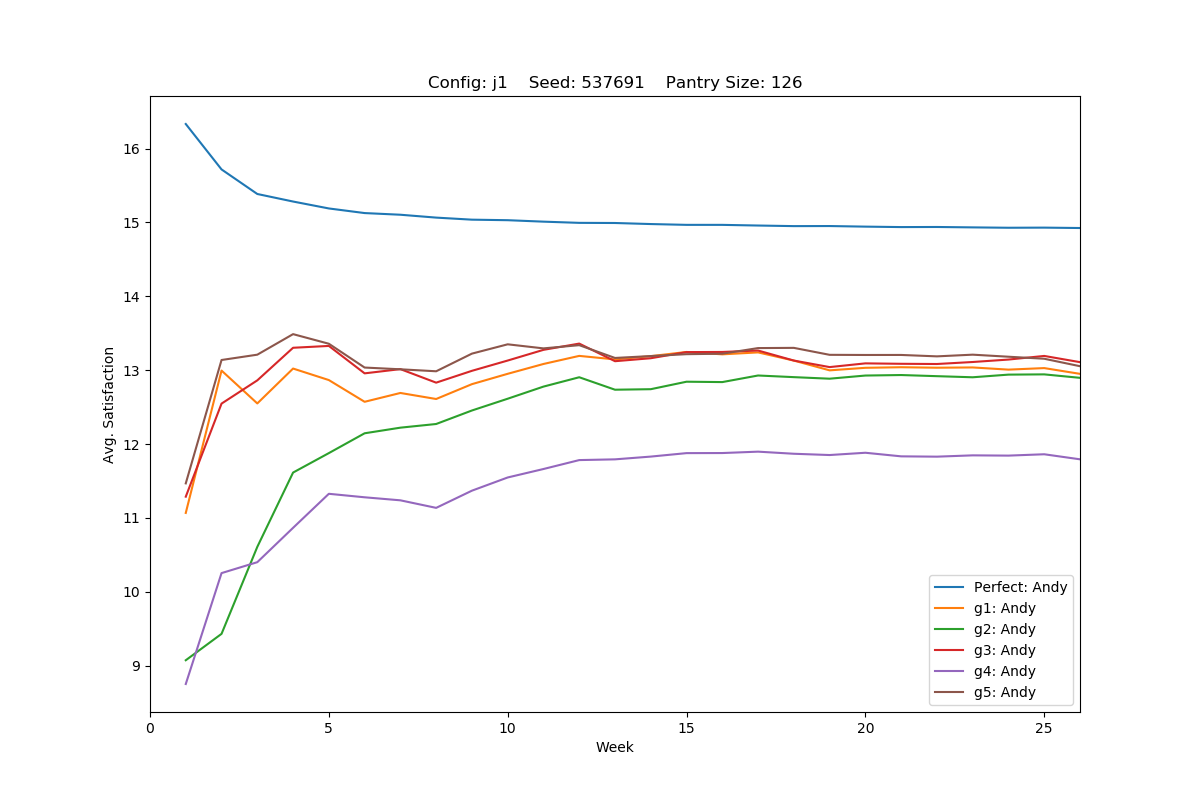 Config: j1    Seed: 537691    Pantry Size: 126
Avg. Satisfaction
16
15
14
13
12
11
10
9
0
5
10
15
20
25
Week
Perfect: Andy
g1: Andy
g2: Andy
g3: Andy
g4: Andy
g5: Andy